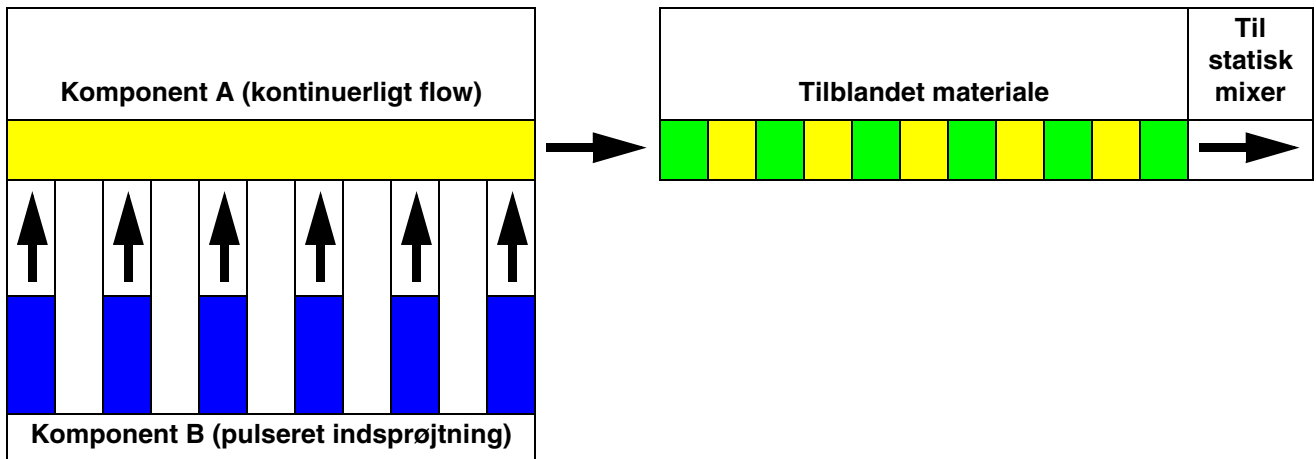 Komponent A (kontinuerligt flow)
Komponent B (pulseret indsprøjtning)
Tilblandet materiale
Til
statisk
mixer